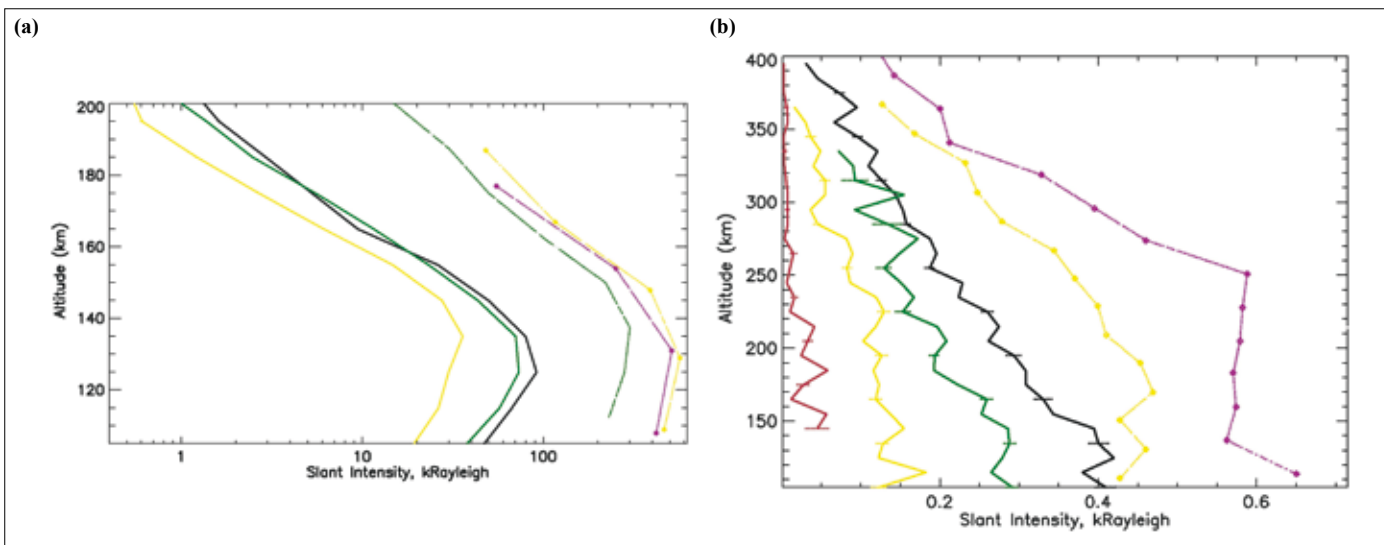 (a)
(b)
200
180
160
140
120
Altitude (km)
1
10
100
Slant Intensity, kRayleigh
400
350
300
250
200
150
Altitude (km)
0.2
0.4
0.6
Slant Intensity, kRayleigh